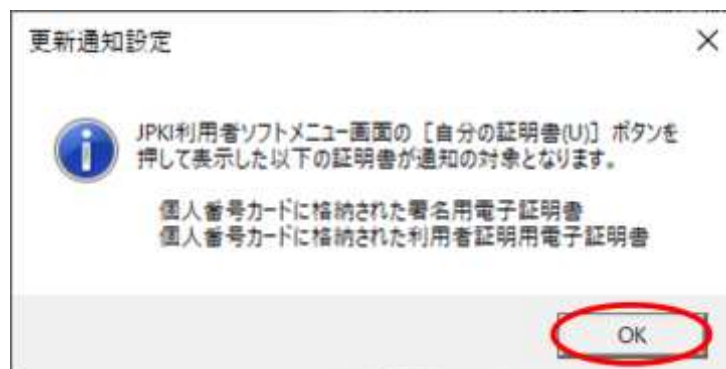 更新通知設定
JPKI利用者ソフトメニュー画面の［自分の証明書(U)］ボタンを
押して表示した以下の証明書が通知の対象となります。
個人番号カードに格納された署名用電子証明書
個人番号カードに格納された利用者証明用電子証明書
OK